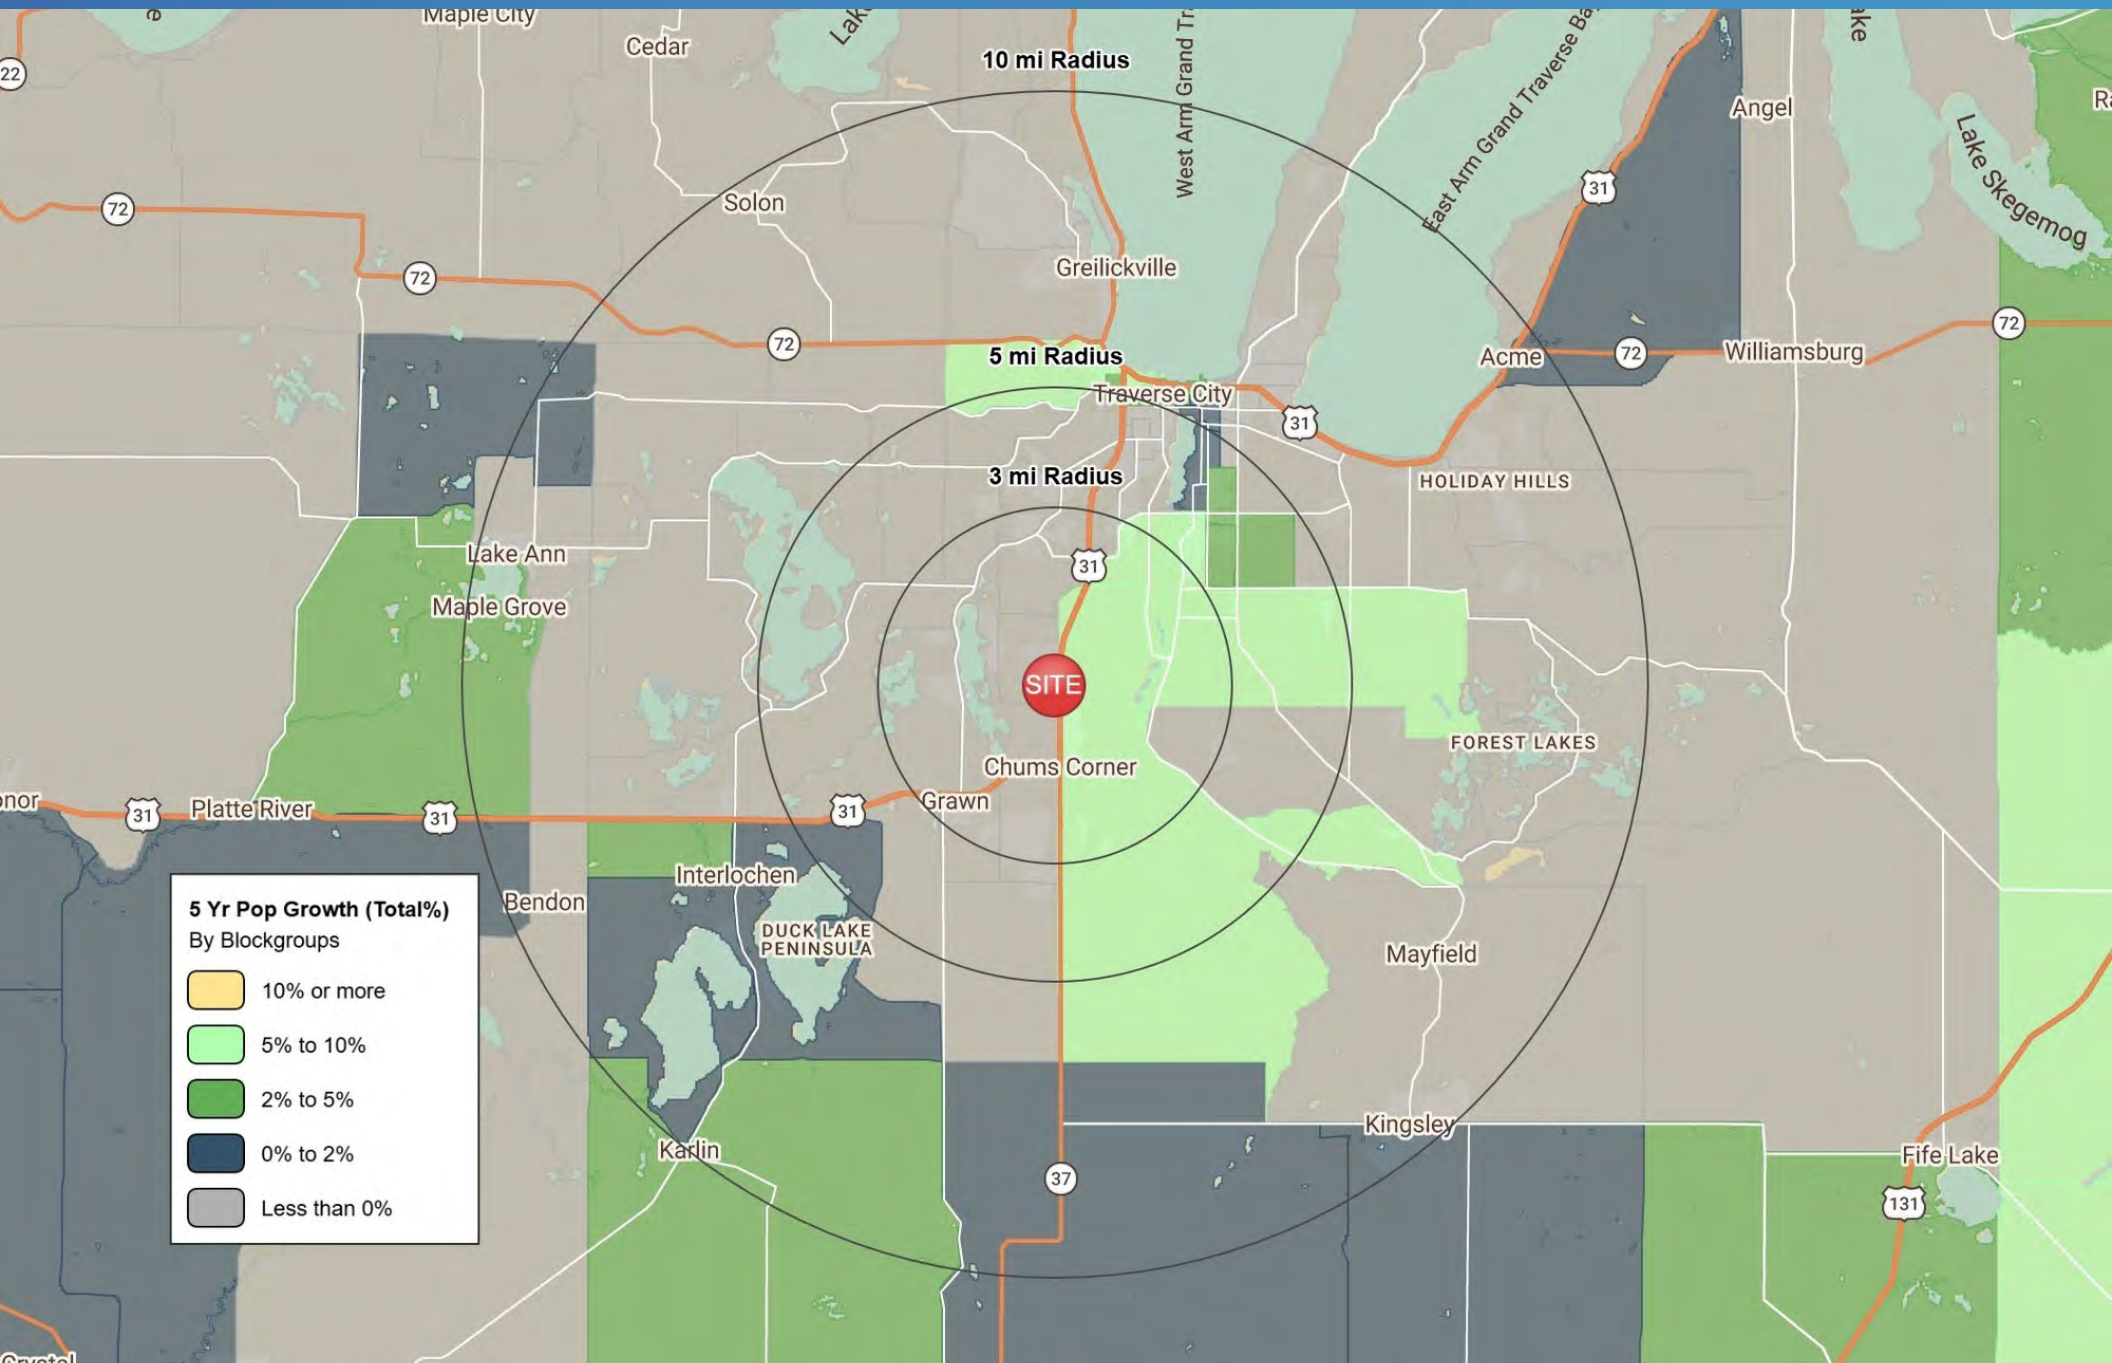 Maple City
Cedar
10 mi Radius
22
West Arm Grand Tr
East Arm Grand Traverse Ba
Angel
Lake Skegemog
31
72
Solon
72
Greilickville
72
72
5 mi Radius
Acme
72
Williamsburg
Traverse City
31
3 mi Radius
HOLIDAY HILLS
Lake Ann
31
Maple Grove
SITE
FOREST LAKES
Chums Corner
Grawn
31
Platte River
31
31
Interlochen
Bendon
DUCK LAKE
PENINSULA
Mayfield
5 Yr Pop Growth (Total%)
By Blockgroups
10% or more
5% to 10%
2% to 5%
0% to 2%
Less than 0%
Kingsley
Karlin
37
Fife Lake
131